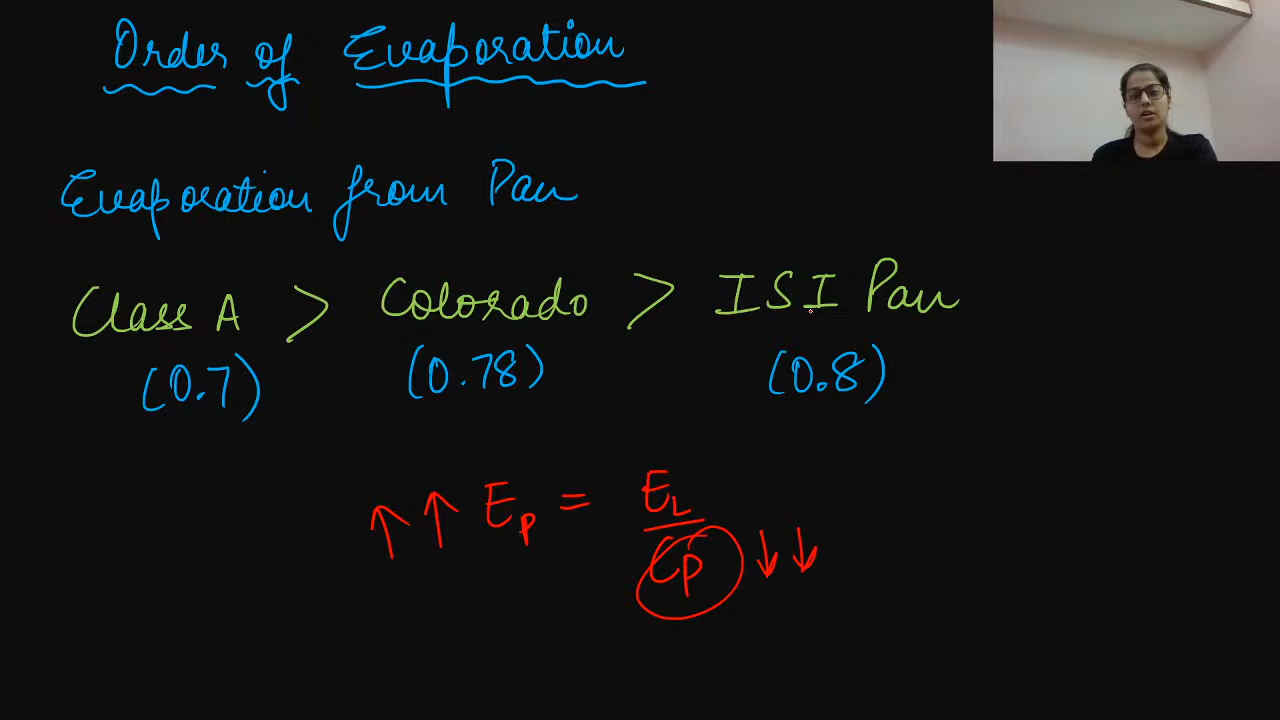 Order of Evaporation
Evaporation from Pan
Class A > Colorado > ISI Pan
(0.7) (0.78) (0.8)
↑↑ Ep = EL / Cp ↓↓